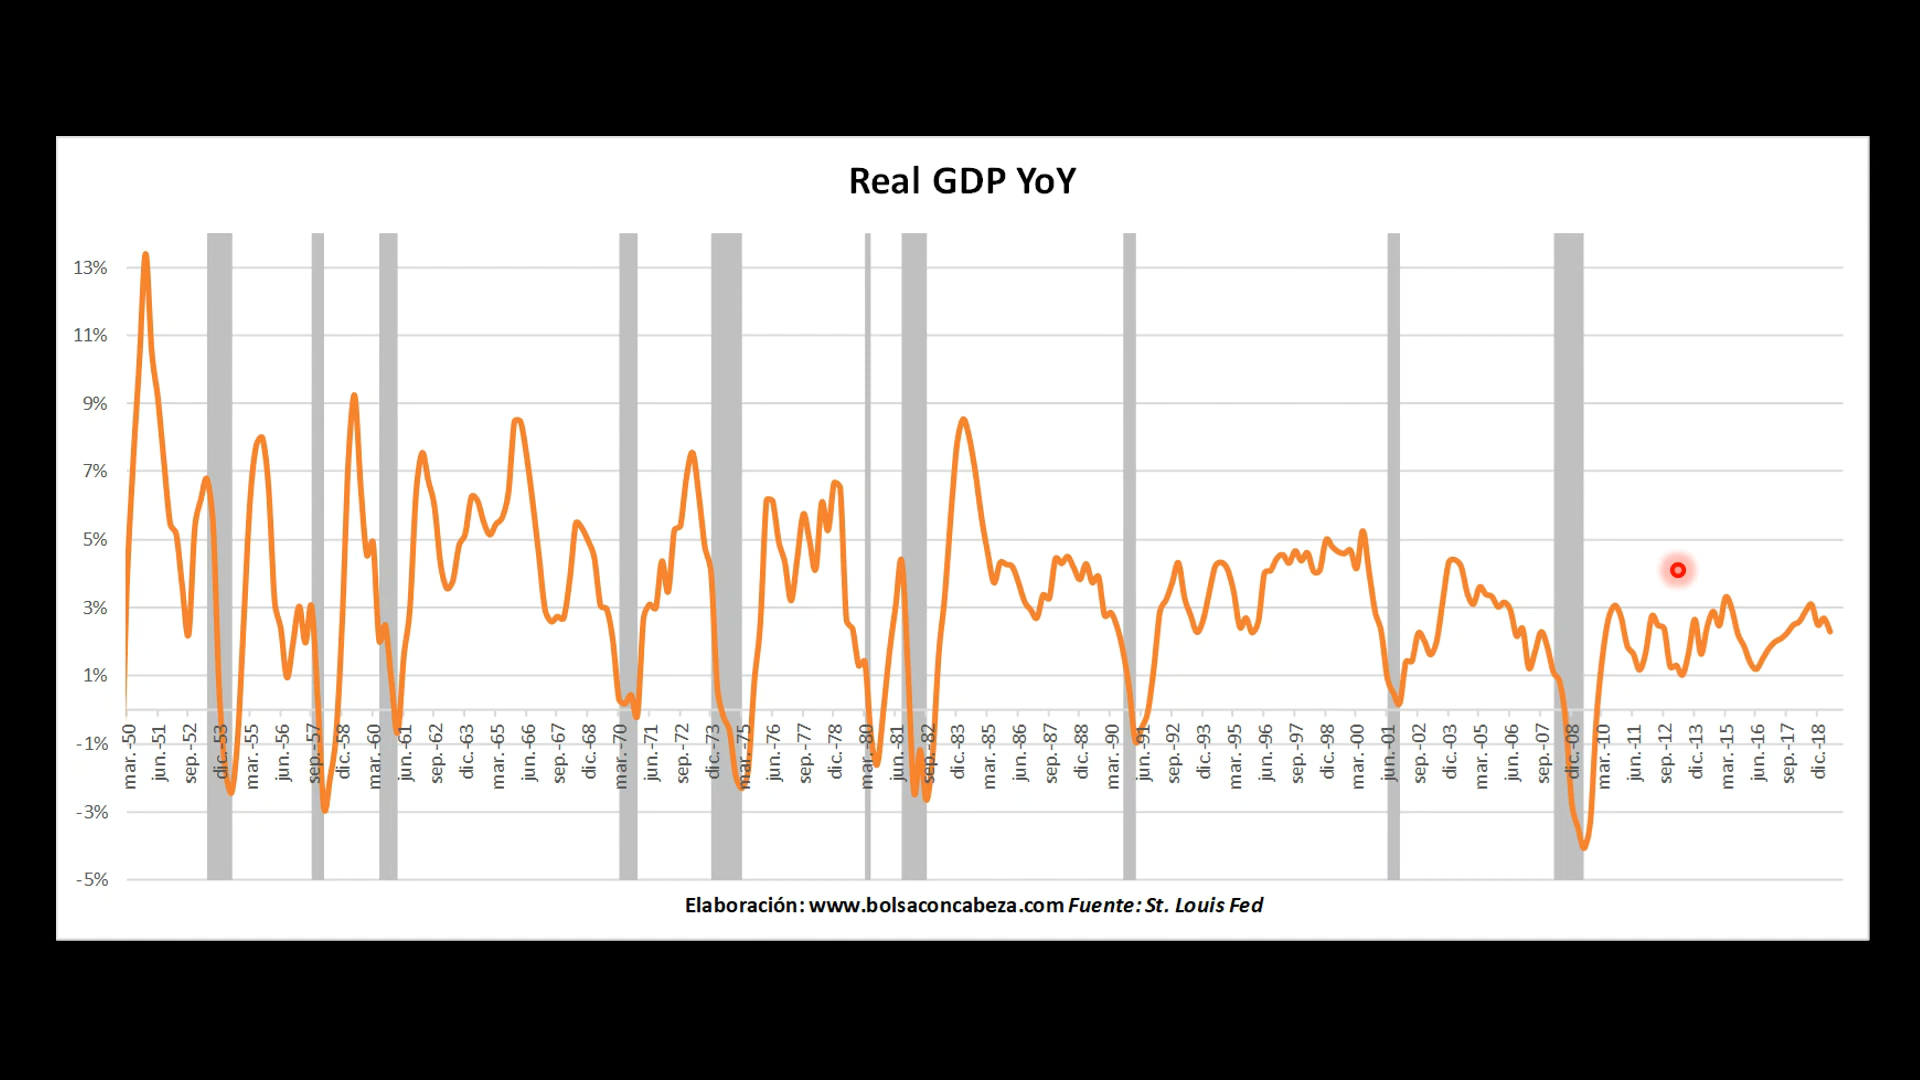 Real GDP YoY
13%
11%
9%
7%
5%
3%
1%
-1%
-3%
-5%
mar.-50
jun.-51
sep.-52
dic.-53
mar.-55
jun.-56
sep.-57
dic.-58
mar.-60
jun.-61
sep.-62
dic.-63
mar.-65
jun.-66
sep.-67
dic.-68
mar.-70
jun.-71
sep.-72
dic.-73
mar.-75
jun.-76
sep.-77
dic.-78
mar.-80
jun.-81
sep.-82
dic.-83
mar.-85
jun.-86
sep.-87
dic.-88
mar.-90
jun.-91
sep.-92
dic.-93
mar.-95
jun.-96
sep.-97
dic.-98
mar.-00
jun.-01
sep.-02
dic.-03
mar.-05
jun.-06
sep.-07
dic.-08
mar.-10
jun.-11
sep.-12
dic.-13
mar.-15
jun.-16
sep.-17
dic.-18
Elaboración: www.bolsaconcabeza.com Fuente: St. Louis Fed